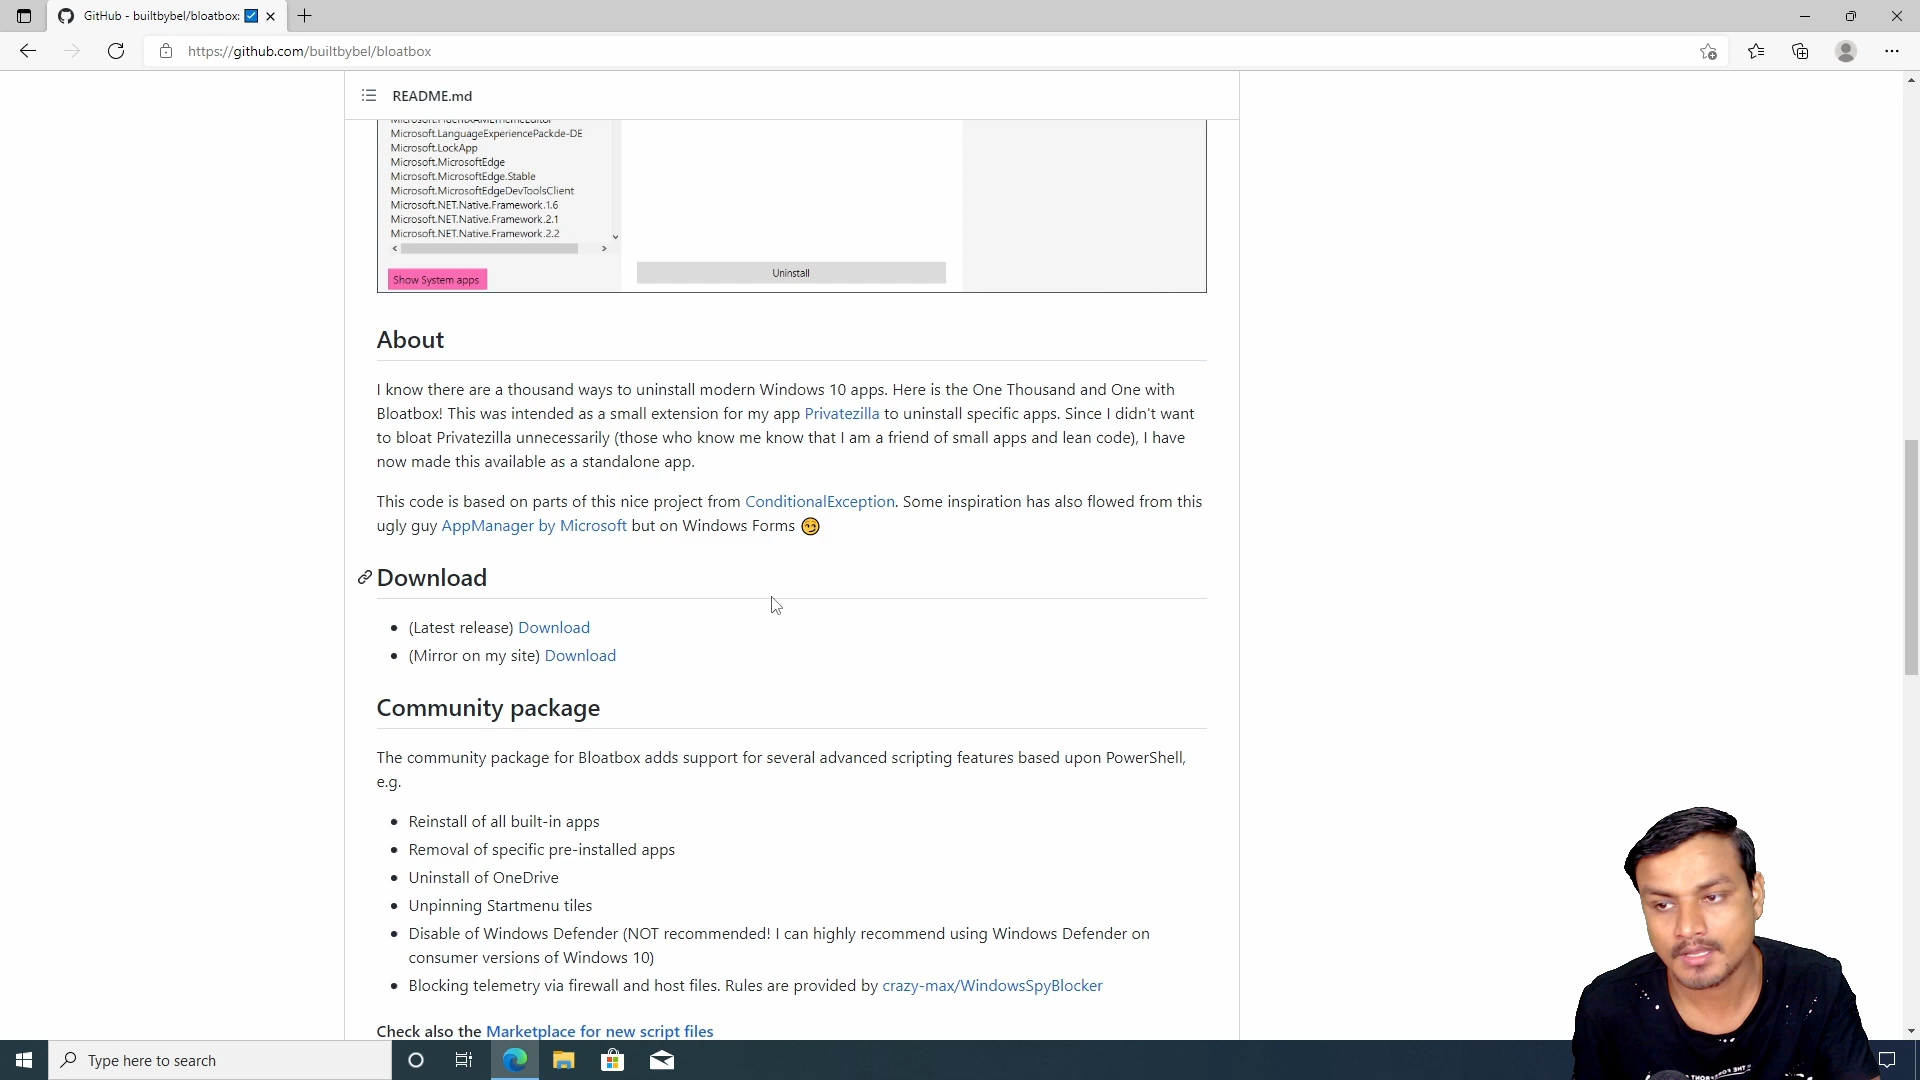 GitHub - builtbybel/bloatbox: ☑
https://github.com/builtbybel/bloatbox
README.md
Microsoft.LanguageExperiencePackde-DE
Microsoft.LockApp
Microsoft.MicrosoftEdge
Microsoft.MicrosoftEdge.Stable
Microsoft.MicrosoftEdgeDevToolsClient
Microsoft.NET.Native.Framework.1.6
Microsoft.NET.Native.Framework.2.1
Microsoft.NET.Native.Framework.2.2
Uninstall
Show System apps
About
I know there are a thousand ways to uninstall modern Windows 10 apps. Here is the One Thousand and One with
Bloatbox! This was intended as a small extension for my app Privatezilla to uninstall specific apps. Since I didn't want
to bloat Privatezilla unnecessarily (those who know me know that I am a friend of small apps and lean code), I have
now made this available as a standalone app.
This code is based on parts of this nice project from ConditionalException. Some inspiration has also flowed from this
ugly guy AppManager by Microsoft but on Windows Forms 😏
Download
• (Latest release) Download
• (Mirror on my site) Download
Community package
The community package for Bloatbox adds support for several advanced scripting features based upon PowerShell,
e.g.
• Reinstall of all built-in apps
• Removal of specific pre-installed apps
• Uninstall of OneDrive
• Unpinning Startmenu tiles
• Disable of Windows Defender (NOT recommended! I can highly recommend using Windows Defender on
consumer versions of Windows 10)
• Blocking telemetry via firewall and host files. Rules are provided by crazy-max/WindowsSpyBlocker
Check also the Marketplace for new script files
Type here to search